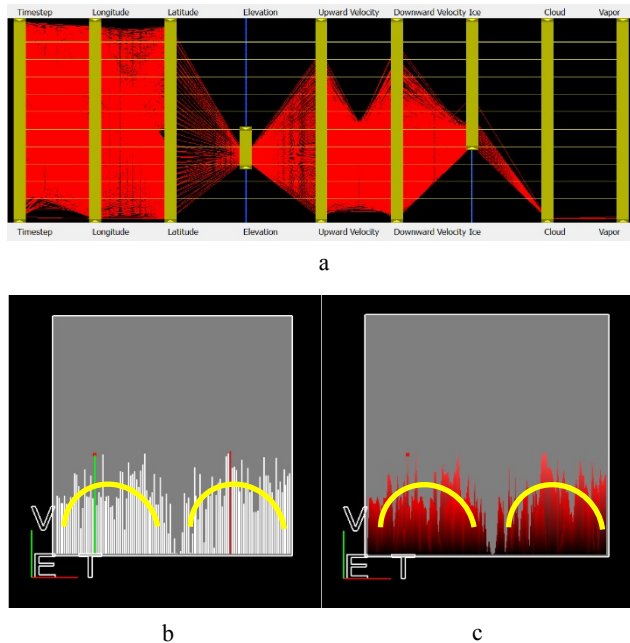 Timestep Longitude Latitude Elevation Upward Velocity Downward Velocity Ice Cloud Vapor
Timestep Longitude Latitude Elevation Upward Velocity Downward Velocity Ice Cloud Vapor
a
V
E T
V
E T
b c